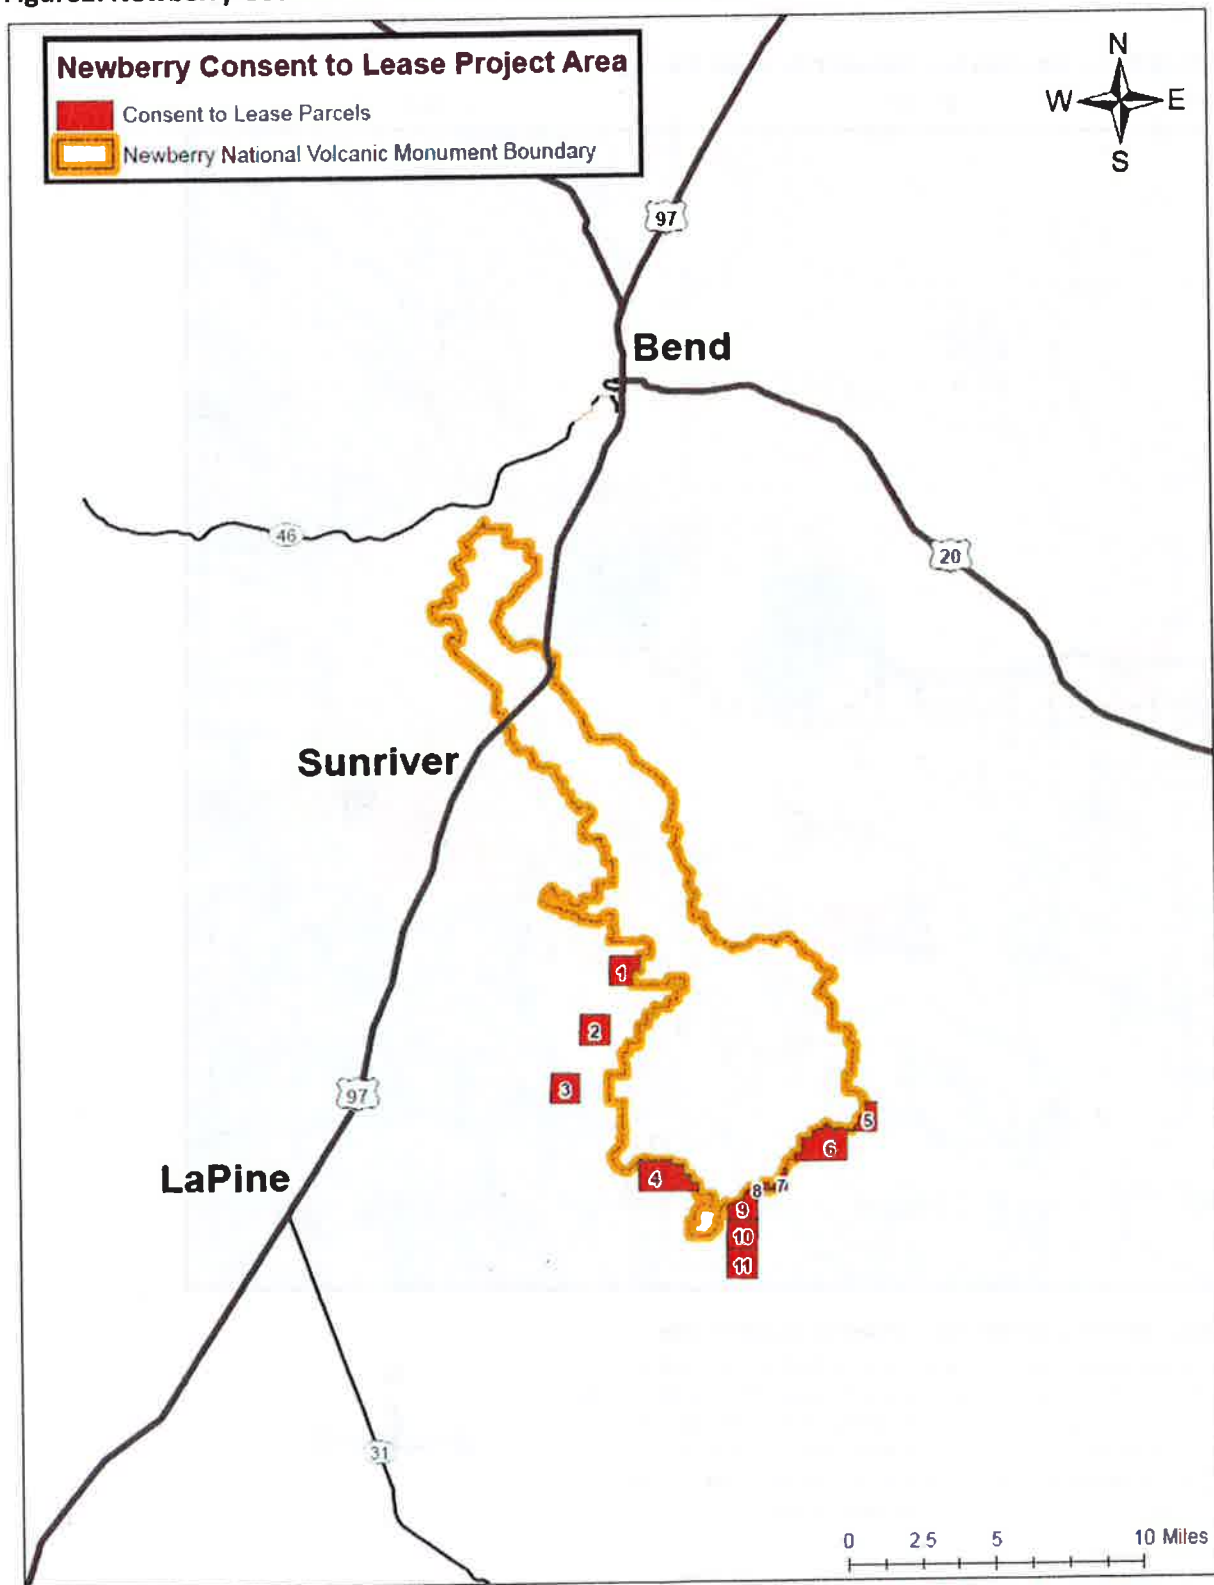 Newberry Consent to Lease Project Area
Consent to Lease Parcels
Newberry National Volcanic Monument Boundary
N
W E
S
97
Bend
46
20
Sunriver
1
2
3
97
5
6
LaPine
4
8 7
9
10
11
31
0 2.5 5 10 Miles